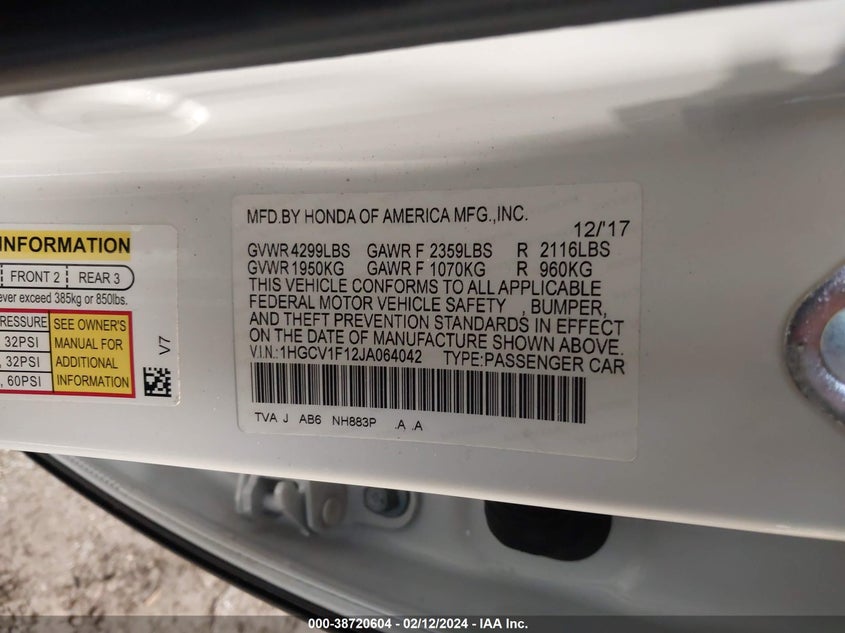 INFORMATION
FRONT 2 REAR 3
ever exceed 385kg or 850lbs.
PRESSURE SEE OWNER'S
32PSI MANUAL FOR
, 32PSI ADDITIONAL
, 60PSI INFORMATION
V7
MFD.BY HONDA OF AMERICA MFG.,INC.
12/'17
GVWR 4299LBS GAWR F 2359LBS R 2116LBS
GVWR 1950KG GAWR F 1070KG R 960KG
THIS VEHICLE CONFORMS TO ALL APPLICABLE
FEDERAL MOTOR VEHICLE SAFETY , BUMPER,
AND THEFT PREVENTION STANDARDS IN EFFECT
ON THE DATE OF MANUFACTURE SHOWN ABOVE.
V.I.N.:1HGCV1F12JA064042 TYPE:PASSENGER CAR
TVA J AB6 NH883P .A .A
000-38720604 - 02/12/2024 - IAA Inc.